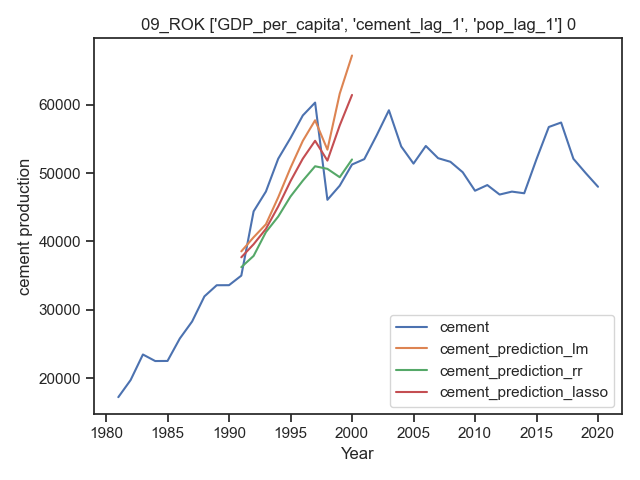 09_ROK ['GDP_per_capita', 'cement_lag_1', 'pop_lag_1'] 0
cement production
60000
50000
40000
30000
20000
cement
cement_prediction_lm
cement_prediction_rr
cement_prediction_lasso
1980 1985 1990 1995 2000 2005 2010 2015 2020
Year